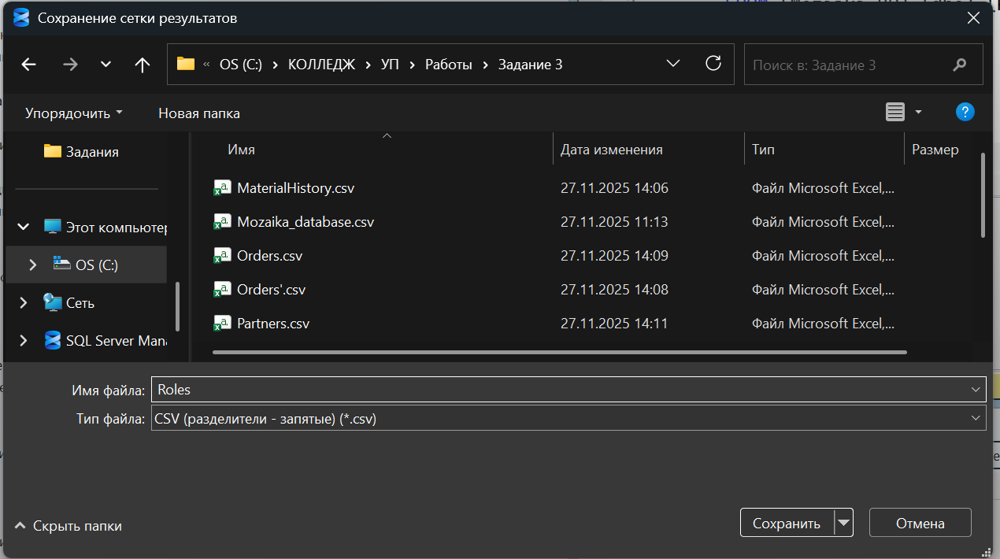 Сохранение сетки результатов
« OS (C:) › КОЛЛЕДЖ › УП › Работы › Задание 3
Поиск в: Задание 3
Упорядочить
Новая папка
Задания
Этот компьютер
OS (C:)
Сеть
SQL Server Mana
Имя Дата изменения Тип Размер
MaterialHistory.csv 27.11.2025 14:06 Файл Microsoft Excel,...
Mozaika_database.csv 27.11.2025 11:13 Файл Microsoft Excel,...
Orders.csv 27.11.2025 14:09 Файл Microsoft Excel,...
Orders'.csv 27.11.2025 14:08 Файл Microsoft Excel,...
Partners.csv 27.11.2025 14:11 Файл Microsoft Excel,...
Имя файла: Roles
Тип файла: CSV (разделители - запятые) (*.csv)
Скрыть папки
Сохранить
Отмена